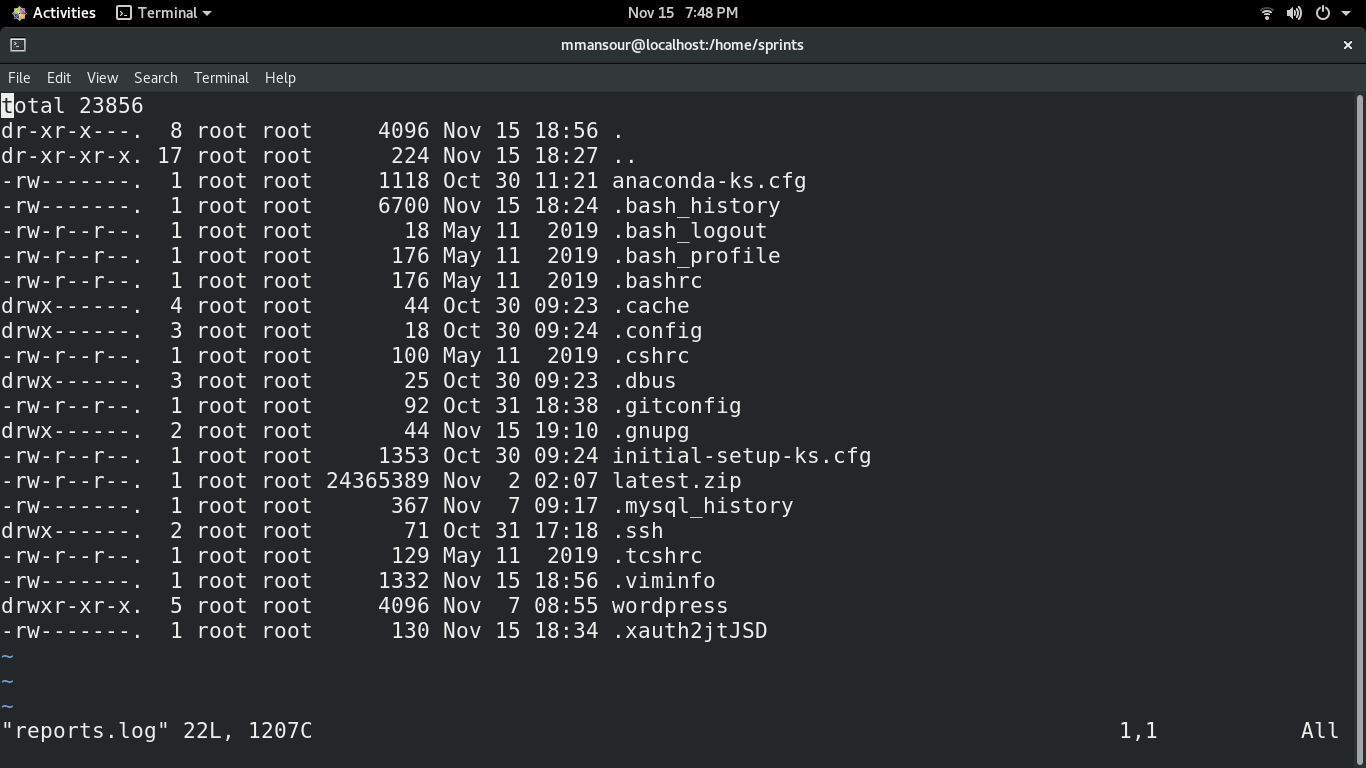 Activities Terminal Nov 15 7:48 PM
mmansour@localhost:/home/sprints ×
File Edit View Search Terminal Help
total 23856
dr-xr-x---.  8 root root     4096 Nov 15 18:56 .
dr-xr-xr-x. 17 root root      224 Nov 15 18:27 ..
-rw-------.  1 root root     1118 Oct 30 11:21 anaconda-ks.cfg
-rw-------.  1 root root     6700 Nov 15 18:24 .bash_history
-rw-r--r--.  1 root root       18 May 11  2019 .bash_logout
-rw-r--r--.  1 root root      176 May 11  2019 .bash_profile
-rw-r--r--.  1 root root      176 May 11  2019 .bashrc
drwx------.  4 root root       44 Oct 30 09:23 .cache
drwx------.  3 root root       18 Oct 30 09:24 .config
-rw-r--r--.  1 root root      100 May 11  2019 .cshrc
drwx------.  3 root root       25 Oct 30 09:23 .dbus
-rw-r--r--.  1 root root       92 Oct 31 18:38 .gitconfig
drwx------.  2 root root       44 Nov 15 19:10 .gnupg
-rw-r--r--.  1 root root     1353 Oct 30 09:24 initial-setup-ks.cfg
-rw-r--r--.  1 root root 24365389 Nov  2 02:07 latest.zip
-rw-------.  1 root root      367 Nov  7 09:17 .mysql_history
drwx------.  2 root root       71 Oct 31 17:18 .ssh
-rw-r--r--.  1 root root      129 May 11  2019 .tcshrc
-rw-------.  1 root root     1332 Nov 15 18:56 .viminfo
drwxr-xr-x.  5 root root     4096 Nov  7 08:55 wordpress
-rw-------.  1 root root      130 Nov 15 18:34 .xauth2jtJSD
~
~
~
"reports.log" 22L, 1207C 1,1 All